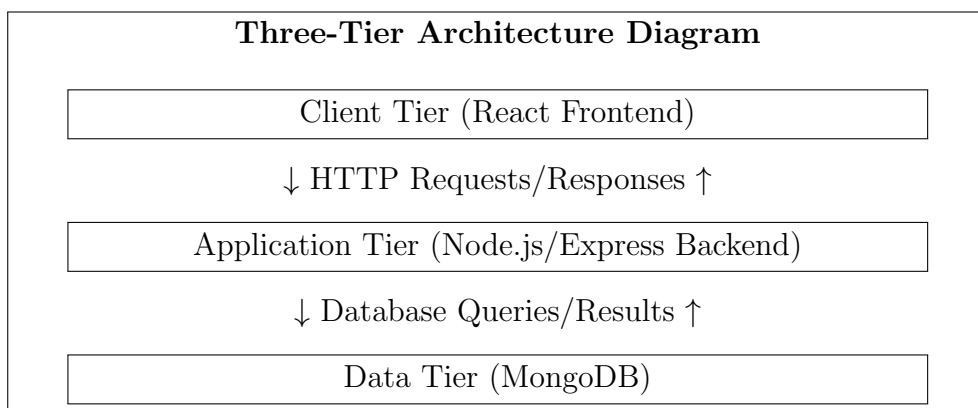 Three-Tier Architecture Diagram
Client Tier (React Frontend)
↓ HTTP Requests/Responses ↑
Application Tier (Node.js/Express Backend)
↓ Database Queries/Results ↑
Data Tier (MongoDB)